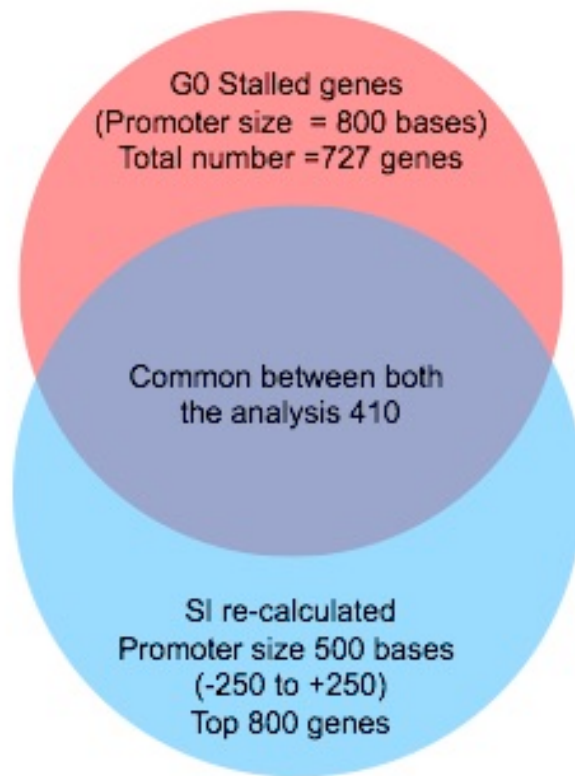 G0 Stalled genes
(Promoter size = 800 bases)
Total number =727 genes
Common between both
the analysis 410
SI re-calculated
Promoter size 500 bases
(-250 to +250)
Top 800 genes